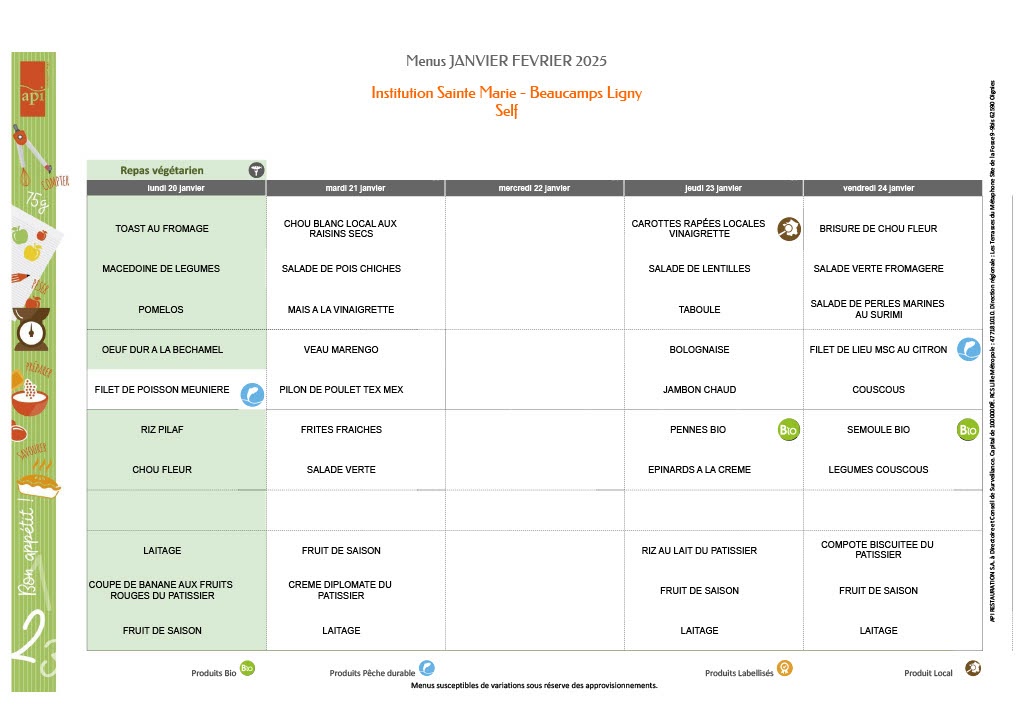 Menus JANVIER FEVRIER 2025
Institution Sainte Marie - Beaucamps Ligny
Self
api
COMPTER
75g
PESER
PRÉPARER
SAVOURER
Bon appétit !
1
2
3
Repas végétarien
lundi 20 janvier
mardi 21 janvier
mercredi 22 janvier
jeudi 23 janvier
vendredi 24 janvier
TOAST AU FROMAGE
CHOU BLANC LOCAL AUX
RAISINS SECS
CAROTTES RAPÉES LOCALES
VINAIGRETTE
BRISURE DE CHOU FLEUR
MACEDOINE DE LEGUMES
SALADE DE POIS CHICHES
SALADE DE LENTILLES
SALADE VERTE FROMAGERE
POMELOS
MAIS A LA VINAIGRETTE
TABOULE
SALADE DE PERLES MARINES
AU SURIMI
OEUF DUR A LA BECHAMEL
VEAU MARENGO
BOLOGNAISE
FILET DE LIEU MSC AU CITRON
FILET DE POISSON MEUNIERE
PILON DE POULET TEX MEX
JAMBON CHAUD
COUSCOUS
RIZ PILAF
FRITES FRAICHES
PENNES BIO
BIO
SEMOULE BIO
BIO
CHOU FLEUR
SALADE VERTE
EPINARDS A LA CREME
LEGUMES COUSCOUS
LAITAGE
FRUIT DE SAISON
RIZ AU LAIT DU PATISSIER
COMPOTE BISCUITEE DU
PATISSIER
COUPE DE BANANE AUX FRUITS
ROUGES DU PATISSIER
CREME DIPLOMATE DU
PATISSIER
FRUIT DE SAISON
FRUIT DE SAISON
FRUIT DE SAISON
LAITAGE
LAITAGE
LAITAGE
Produits Bio
BIO
Produits Pêche durable
Produits Labellisés
Produit Local
Menus susceptibles de variations sous réserve des approvisionnements.
API RESTAURATION S.A. à Directoire et Conseil de Surveillance. Capital de RCS Lille Métropole : Direction régionale : Les Terrasses du Métaphone Site de la Fosse 9-9bis 62590 Oignies